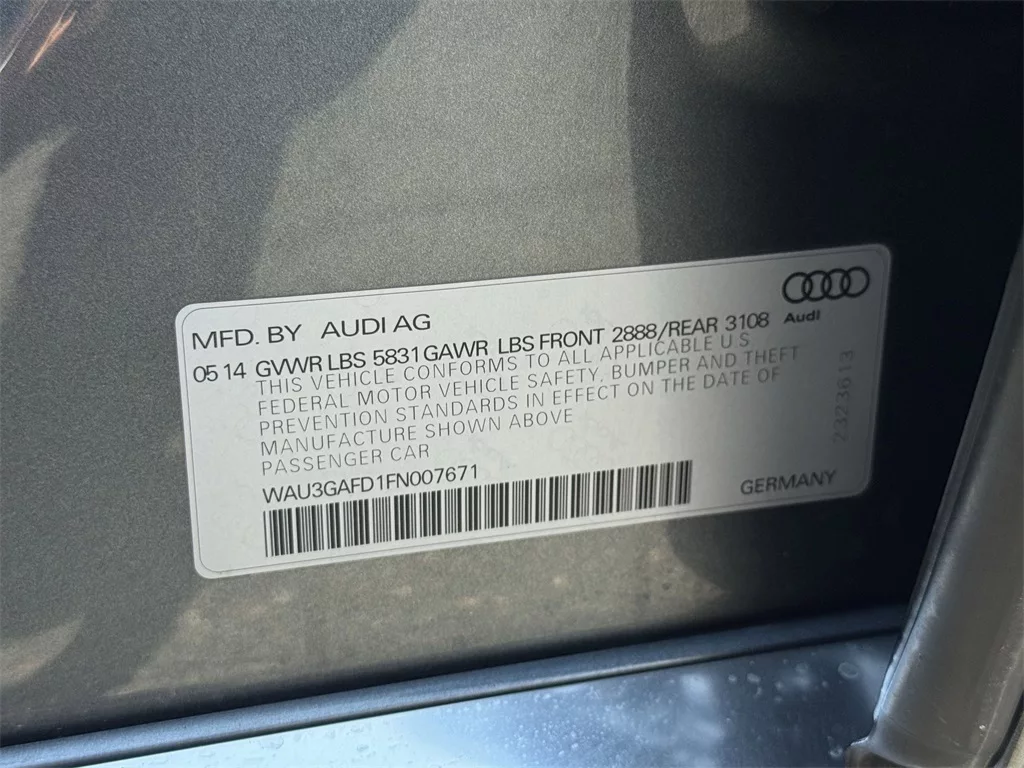 MFD. BY AUDI AG
05 14 GVWR LBS 5831 GAWR LBS FRONT 2888/REAR 3108
Audi
THIS VEHICLE CONFORMS TO ALL APPLICABLE U S
FEDERAL MOTOR VEHICLE SAFETY, BUMPER AND THEFT
PREVENTION STANDARDS IN EFFECT ON THE DATE OF
MANUFACTURE SHOWN ABOVE
PASSENGER CAR
WAU3GAFD1FN007671
GERMANY
2323613